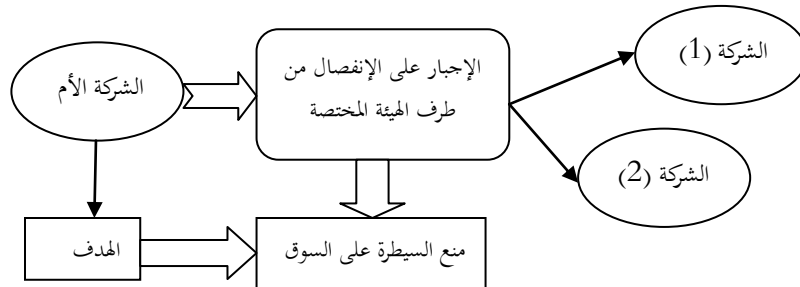 الشركة (1)
الشركة الأم
الإجبار على الإنفصال من
طرف الهيئة المختصة
الشركة (2)
الهدف
منع السيطرة على السوق